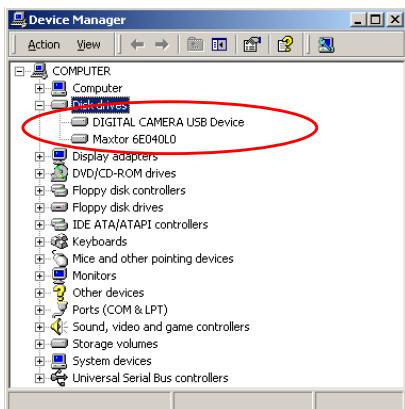 Device Manager
Action View
COMPUTER
Computer
Disk drives
DIGITAL CAMERA USB Device
Maxtor 6E040L0
Display adapters
DVD/CD-ROM drives
Floppy disk controllers
Floppy disk drives
IDE ATA/ATAPI controllers
Keyboards
Mice and other pointing devices
Monitors
Other devices
Ports (COM & LPT)
Sound, video and game controllers
Storage volumes
System devices
Universal Serial Bus controllers